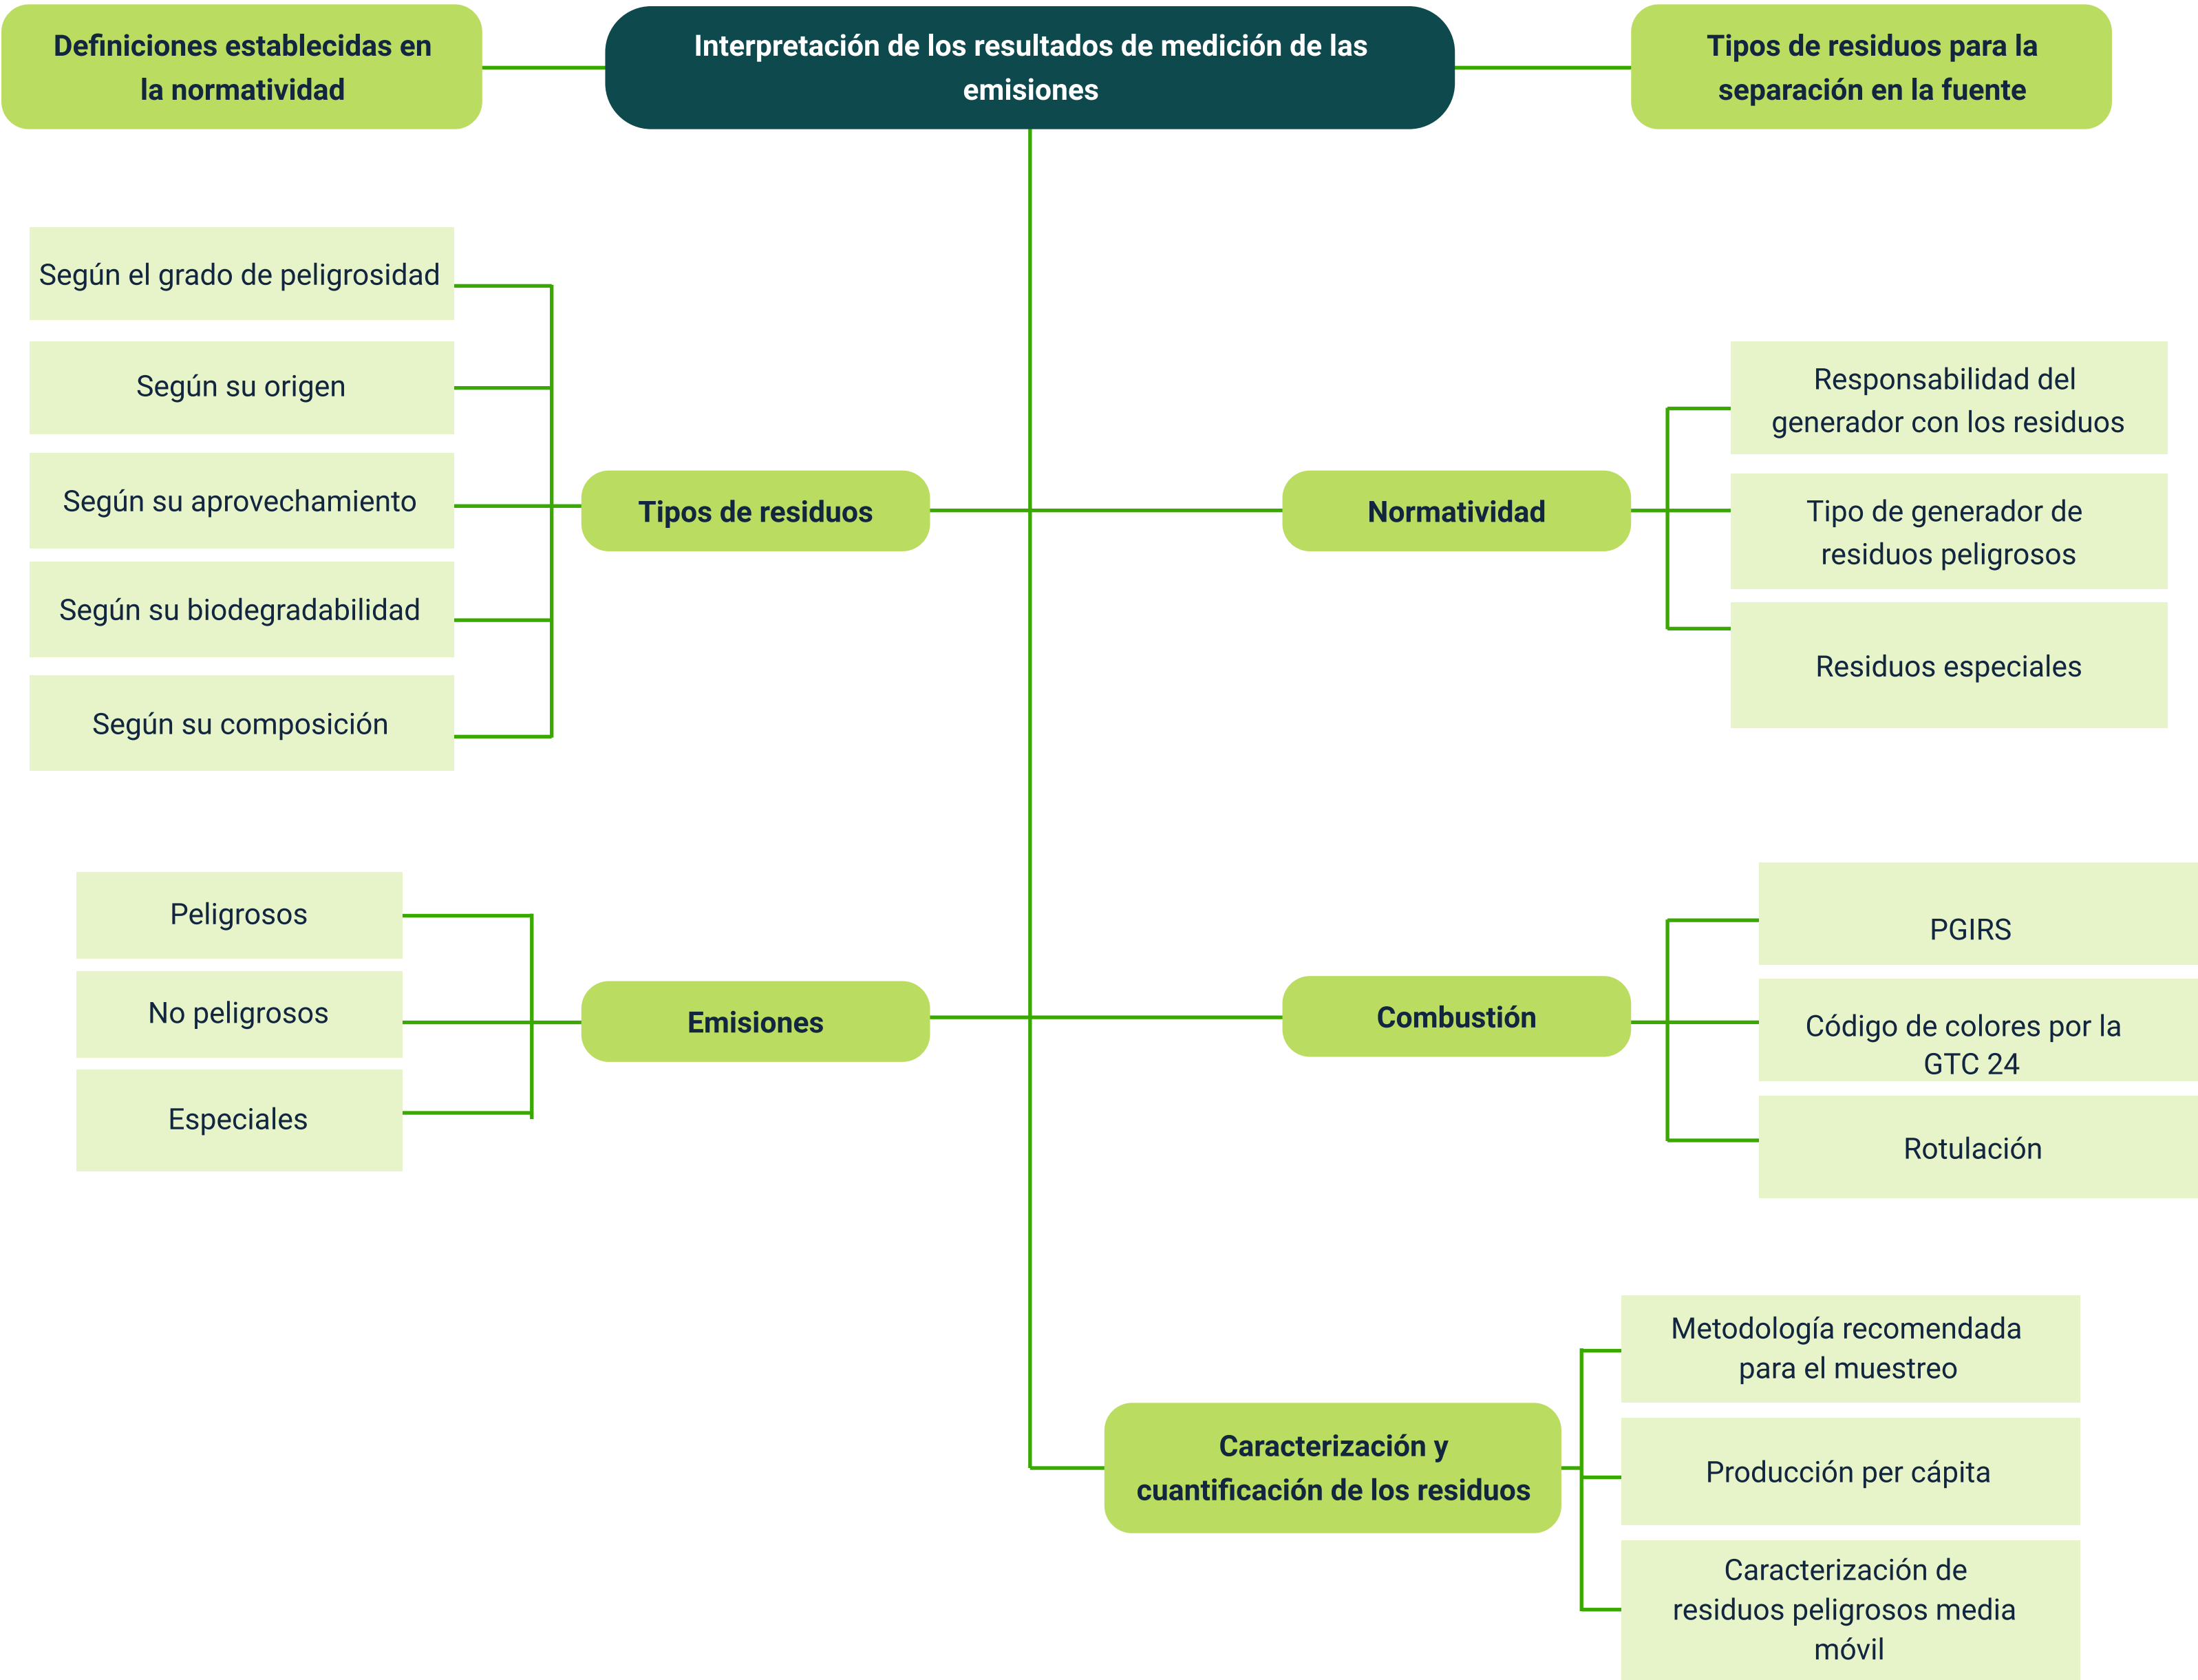 Definiciones establecidas en
la normatividad
Interpretación de los resultados de medición de las
emisiones
Tipos de residuos para la
separación en la fuente
Según el grado de peligrosidad
Según su origen
Según su aprovechamiento
Según su biodegradabilidad
Según su composición
Tipos de residuos
Normatividad
Responsabilidad del
generador con los residuos
Tipo de generador de
residuos peligrosos
Residuos especiales
Peligrosos
No peligrosos
Especiales
Emisiones
Combustión
PGIRS
Código de colores por la
GTC 24
Rotulación
Caracterización y
cuantificación de los residuos
Metodología recomendada
para el muestreo
Producción per cápita
Caracterización de
residuos peligrosos media
móvil